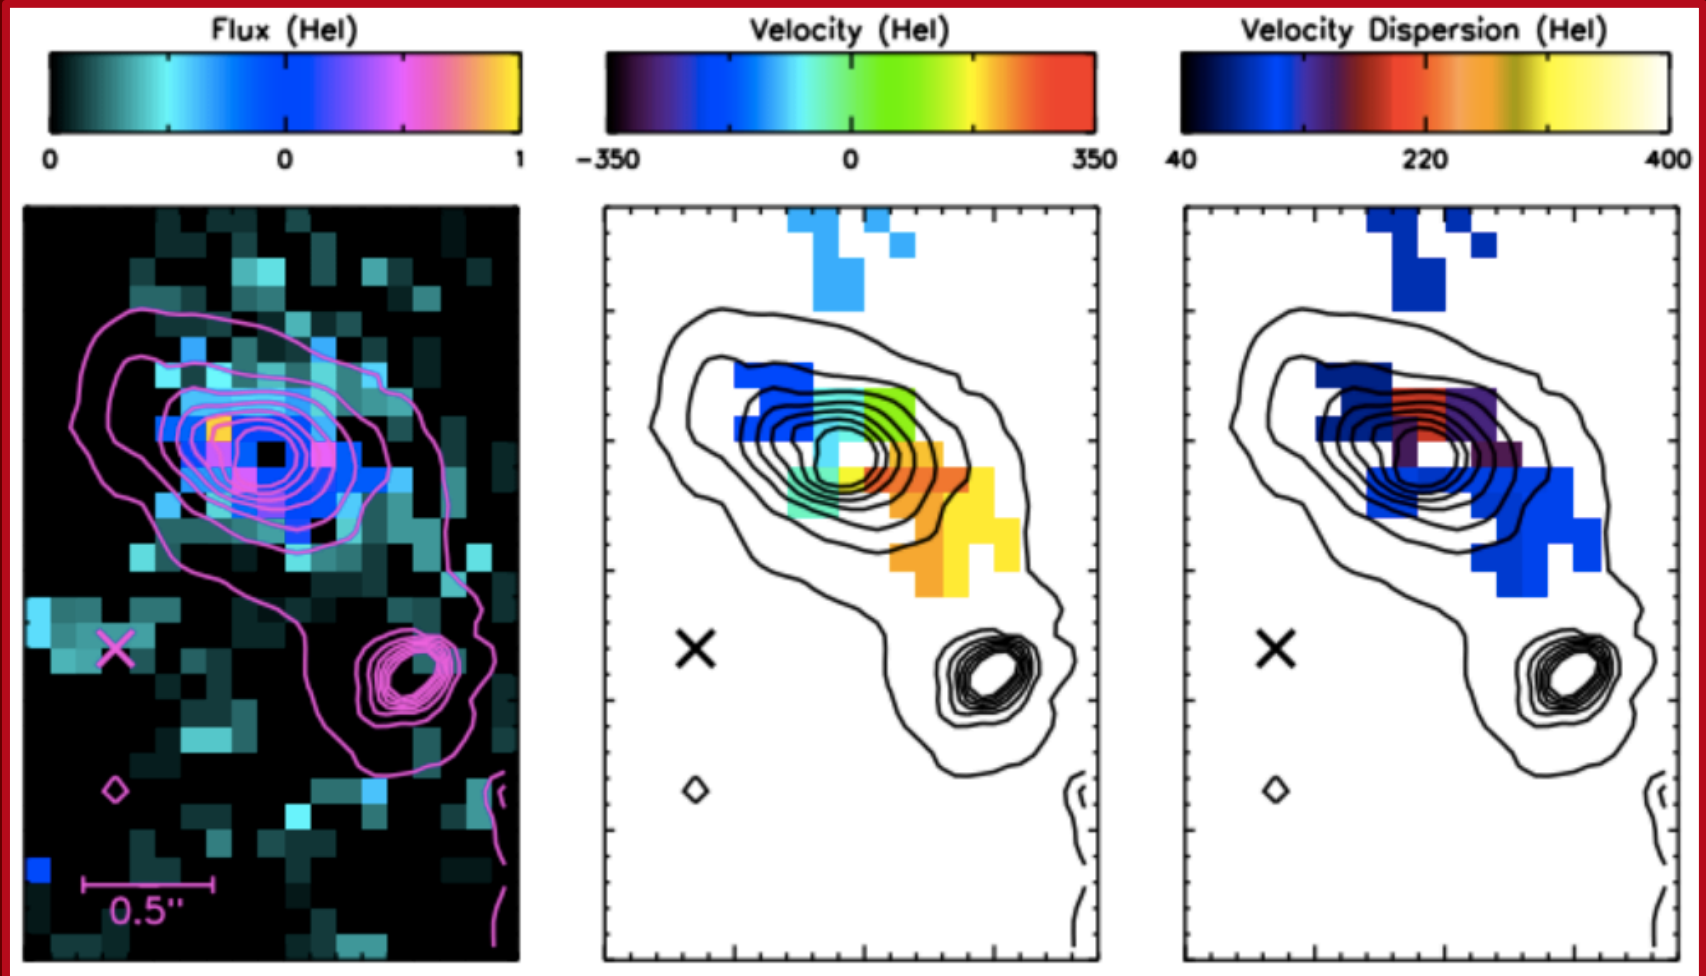 Flux (HeI) Velocity (HeI) Velocity Dispersion (HeI)
0 0 1 −350 0 350 40 220 400
0.5"